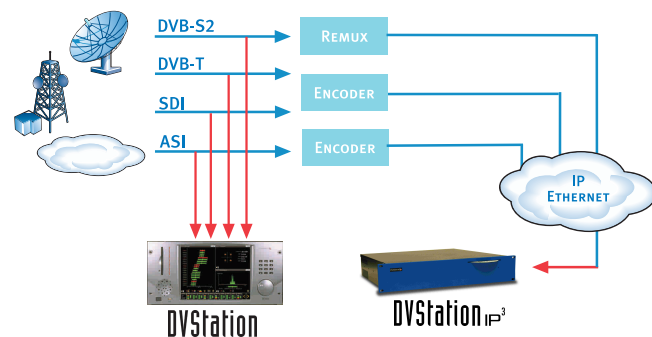 DVB-S2
REMUX
DVB-T
ENCODER
SDI
ASI
ENCODER
IP
ETHERNET
DVStation
DVStation IP³